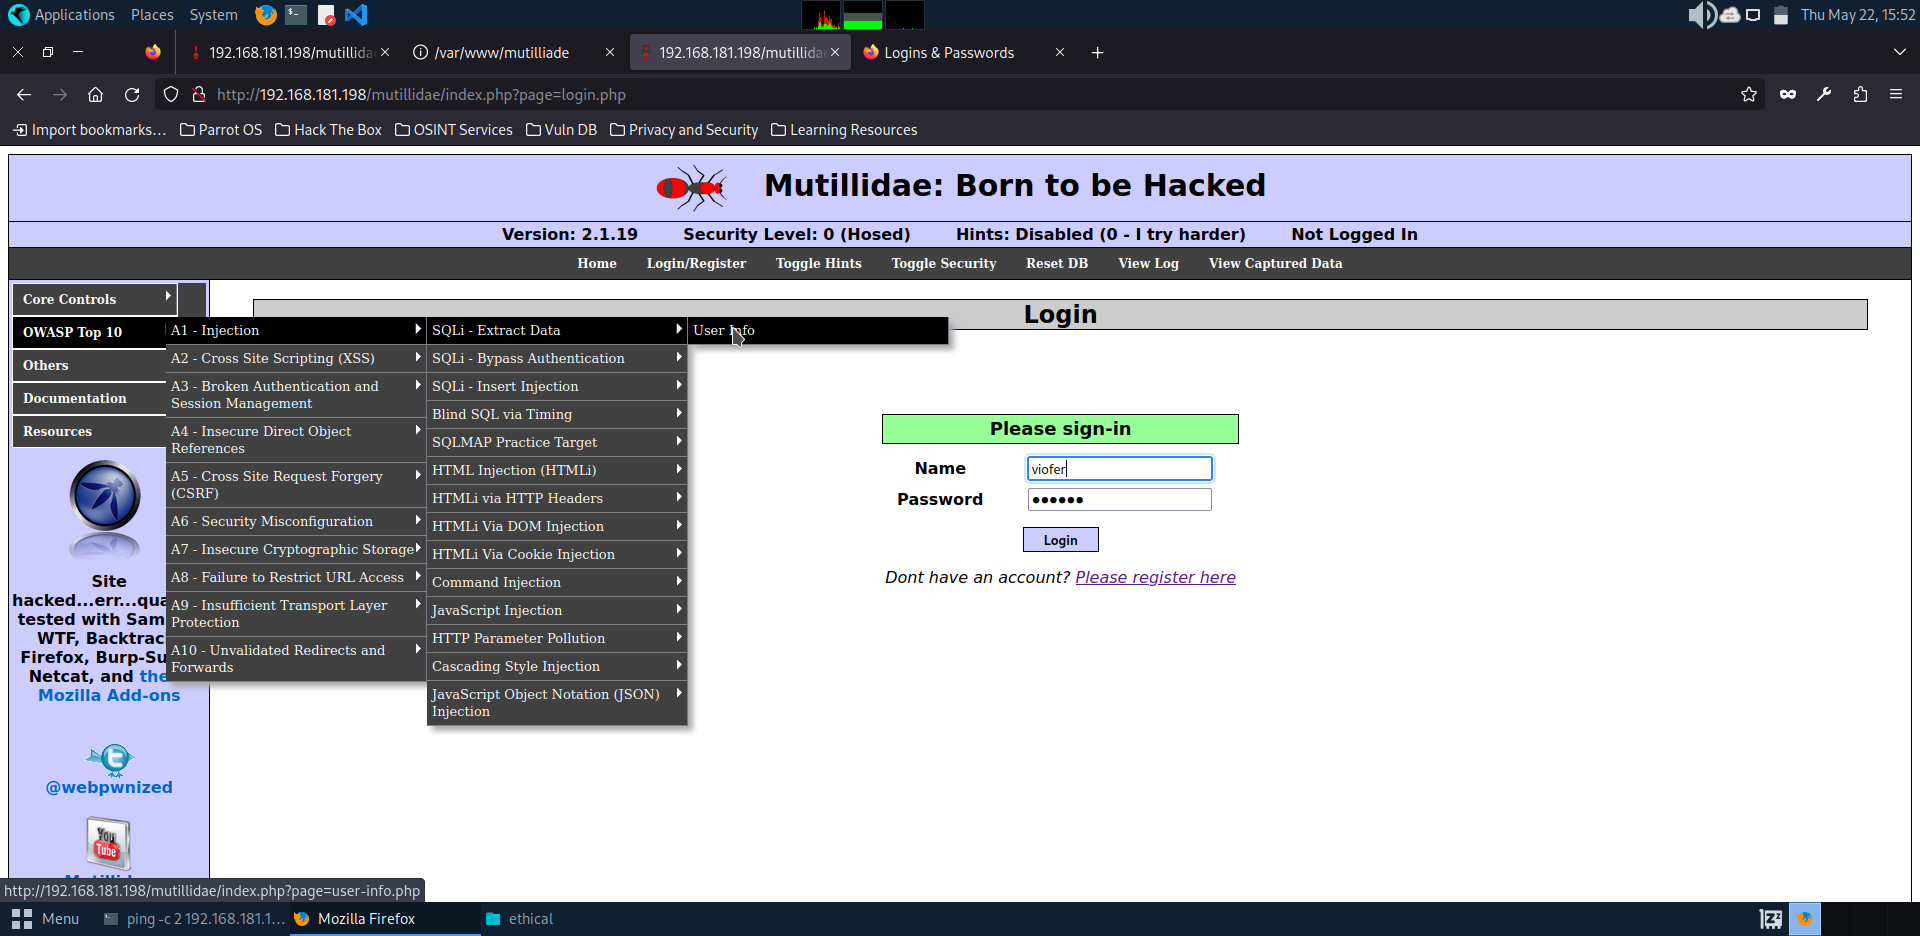 Applications Places System
Thu May 22, 15:52
192.168.181.198/mutillida
/var/www/mutilliade
192.168.181.198/mutillida
Logins & Passwords
http://192.168.181.198/mutillidae/index.php?page=login.php
Import bookmarks...
Parrot OS
Hack The Box
OSINT Services
Vuln DB
Privacy and Security
Learning Resources
Mutillidae: Born to be Hacked
Version: 2.1.19 Security Level: 0 (Hosed) Hints: Disabled (0 - I try harder) Not Logged In
Home Login/Register Toggle Hints Toggle Security Reset DB View Log View Captured Data
Core Controls
OWASP Top 10
Others
Documentation
Resources
A1 - Injection
A2 - Cross Site Scripting (XSS)
A3 - Broken Authentication and
Session Management
A4 - Insecure Direct Object
References
A5 - Cross Site Request Forgery
(CSRF)
A6 - Security Misconfiguration
A7 - Insecure Cryptographic Storage
A8 - Failure to Restrict URL Access
A9 - Insufficient Transport Layer
Protection
A10 - Unvalidated Redirects and
Forwards
SQLi - Extract Data
SQLi - Bypass Authentication
SQLi - Insert Injection
Blind SQL via Timing
SQLMAP Practice Target
HTML Injection (HTMLi)
HTMLi via HTTP Headers
HTMLi Via DOM Injection
HTMLi Via Cookie Injection
Command Injection
JavaScript Injection
HTTP Parameter Pollution
Cascading Style Injection
JavaScript Object Notation (JSON)
Injection
User Info
Login
Please sign-in
Name viofer
Password ••••••
Login
Dont have an account? Please register here
Site
hacked...err...qua
tested with Sam
WTF, Backtrac
Firefox, Burp-Su
Netcat, and the
Mozilla Add-ons
@webpwnized
You
Tube
http://192.168.181.198/mutillidae/index.php?page=user-info.php
Menu
ping -c 2 192.168.181.1...
Mozilla Firefox
ethical